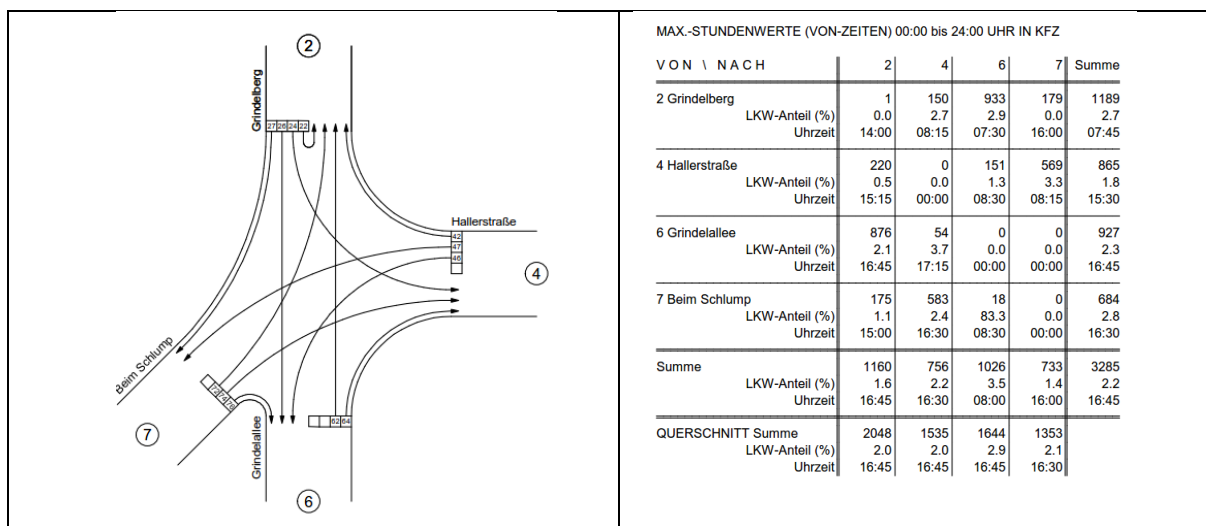 2
Grindelberg
27 26 24 22
Hallerstraße
42
47
46
4
Beim Schlump
72 74 76
7
62 64
Grindelallee
6
MAX.-STUNDENWERTE (VON-ZEITEN) 00:00 bis 24:00 UHR IN KFZ
VON \ NACH 2 4 6 7 Summe
2 Grindelberg 1 150 933 179 1189
LKW-Anteil (%) 0.0 2.7 2.9 0.0 2.7
Uhrzeit 14:00 08:15 07:30 16:00 07:45
4 Hallerstraße 220 0 151 569 865
LKW-Anteil (%) 0.5 0.0 1.3 3.3 1.8
Uhrzeit 15:15 00:00 08:30 08:15 15:30
6 Grindelallee 876 54 0 0 927
LKW-Anteil (%) 2.1 3.7 0.0 0.0 2.3
Uhrzeit 16:45 17:15 00:00 00:00 16:45
7 Beim Schlump 175 583 18 0 684
LKW-Anteil (%) 1.1 2.4 83.3 0.0 2.8
Uhrzeit 15:00 16:30 08:30 00:00 16:30
Summe 1160 756 1026 733 3285
LKW-Anteil (%) 1.6 2.2 3.5 1.4 2.2
Uhrzeit 16:45 16:30 08:00 16:00 16:45
QUERSCHNITT Summe 2048 1535 1644 1353
LKW-Anteil (%) 2.0 2.0 2.9 2.1
Uhrzeit 16:45 16:45 16:45 16:30